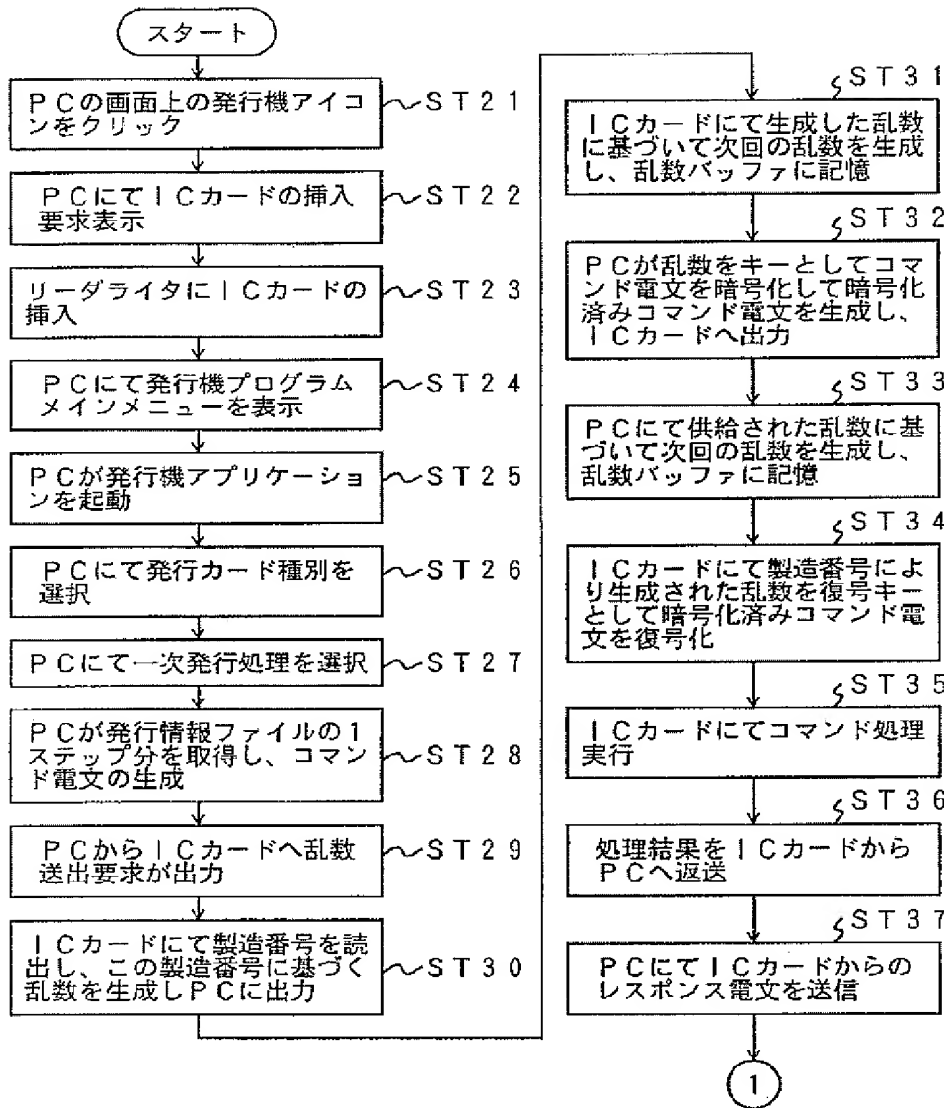 スタート
PCの画面上の発行機アイコ
ンをクリック
ST21
PCにてICカードの挿入
要求表示
ST22
リーダライタにICカードの
挿入
ST23
PCにて発行機プログラム
メインメニューを表示
ST24
PCが発行機アプリケーショ
ンを起動
ST25
PCにて発行カード種別を
選択
ST26
PCにて一次発行処理を選択
ST27
PCが発行情報ファイルの1
ステップ分を取得し、コマン
ド電文の生成
ST28
PCからICカードへ乱数
送出要求が出力
ST29
ICカードにて製造番号を読
出し、この製造番号に基づく
乱数を生成しPCに出力
ST30
ST31
ICカードにて生成した乱数
に基づいて次回の乱数を生成
し、乱数バッファに記憶
ST32
PCが乱数をキーとしてコマ
ンド電文を暗号化して暗号化
済みコマンド電文を生成し、
ICカードへ出力
ST33
PCにて供給された乱数に基
づいて次回の乱数を生成し、
乱数バッファに記憶
ST34
ICカードにて製造番号によ
り生成された乱数を復号キー
として暗号化済みコマンド電
文を復号化
ST35
ICカードにてコマンド処理
実行
ST36
処理結果をICカードから
PCへ返送
ST37
PCにてICカードからの
レスポンス電文を送信
1